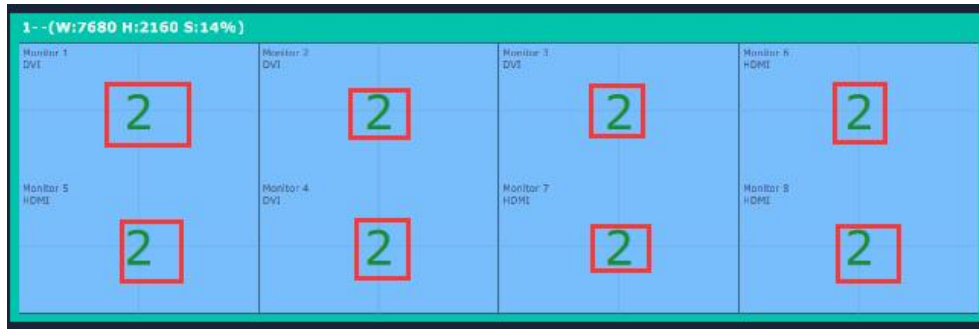 1--(W:7680 H:2160 S:14%)
Monitor 1
DVI
2
Monitor 2
DVI
2
Monitor 3
DVI
2
Monitor 6
HDMI
2
Monitor 5
HDMI
2
Monitor 4
DVI
2
Monitor 7
HDMI
2
Monitor 8
HDMI
2